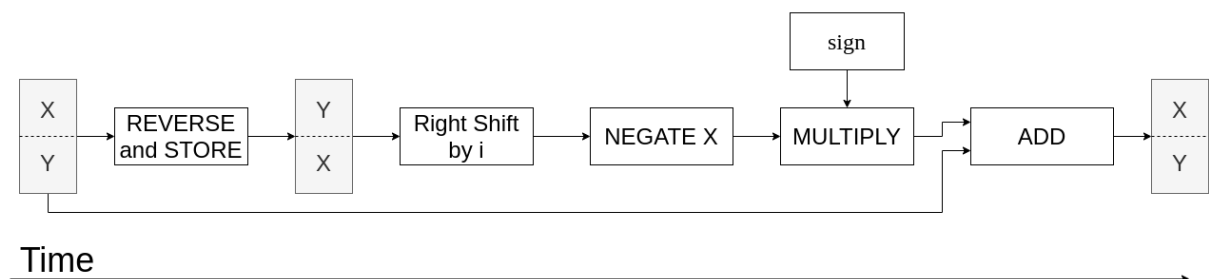 sign
X
Y
REVERSE
and STORE
Y
X
Right Shift
by i
NEGATE X
MULTIPLY
ADD
X
Y
Time